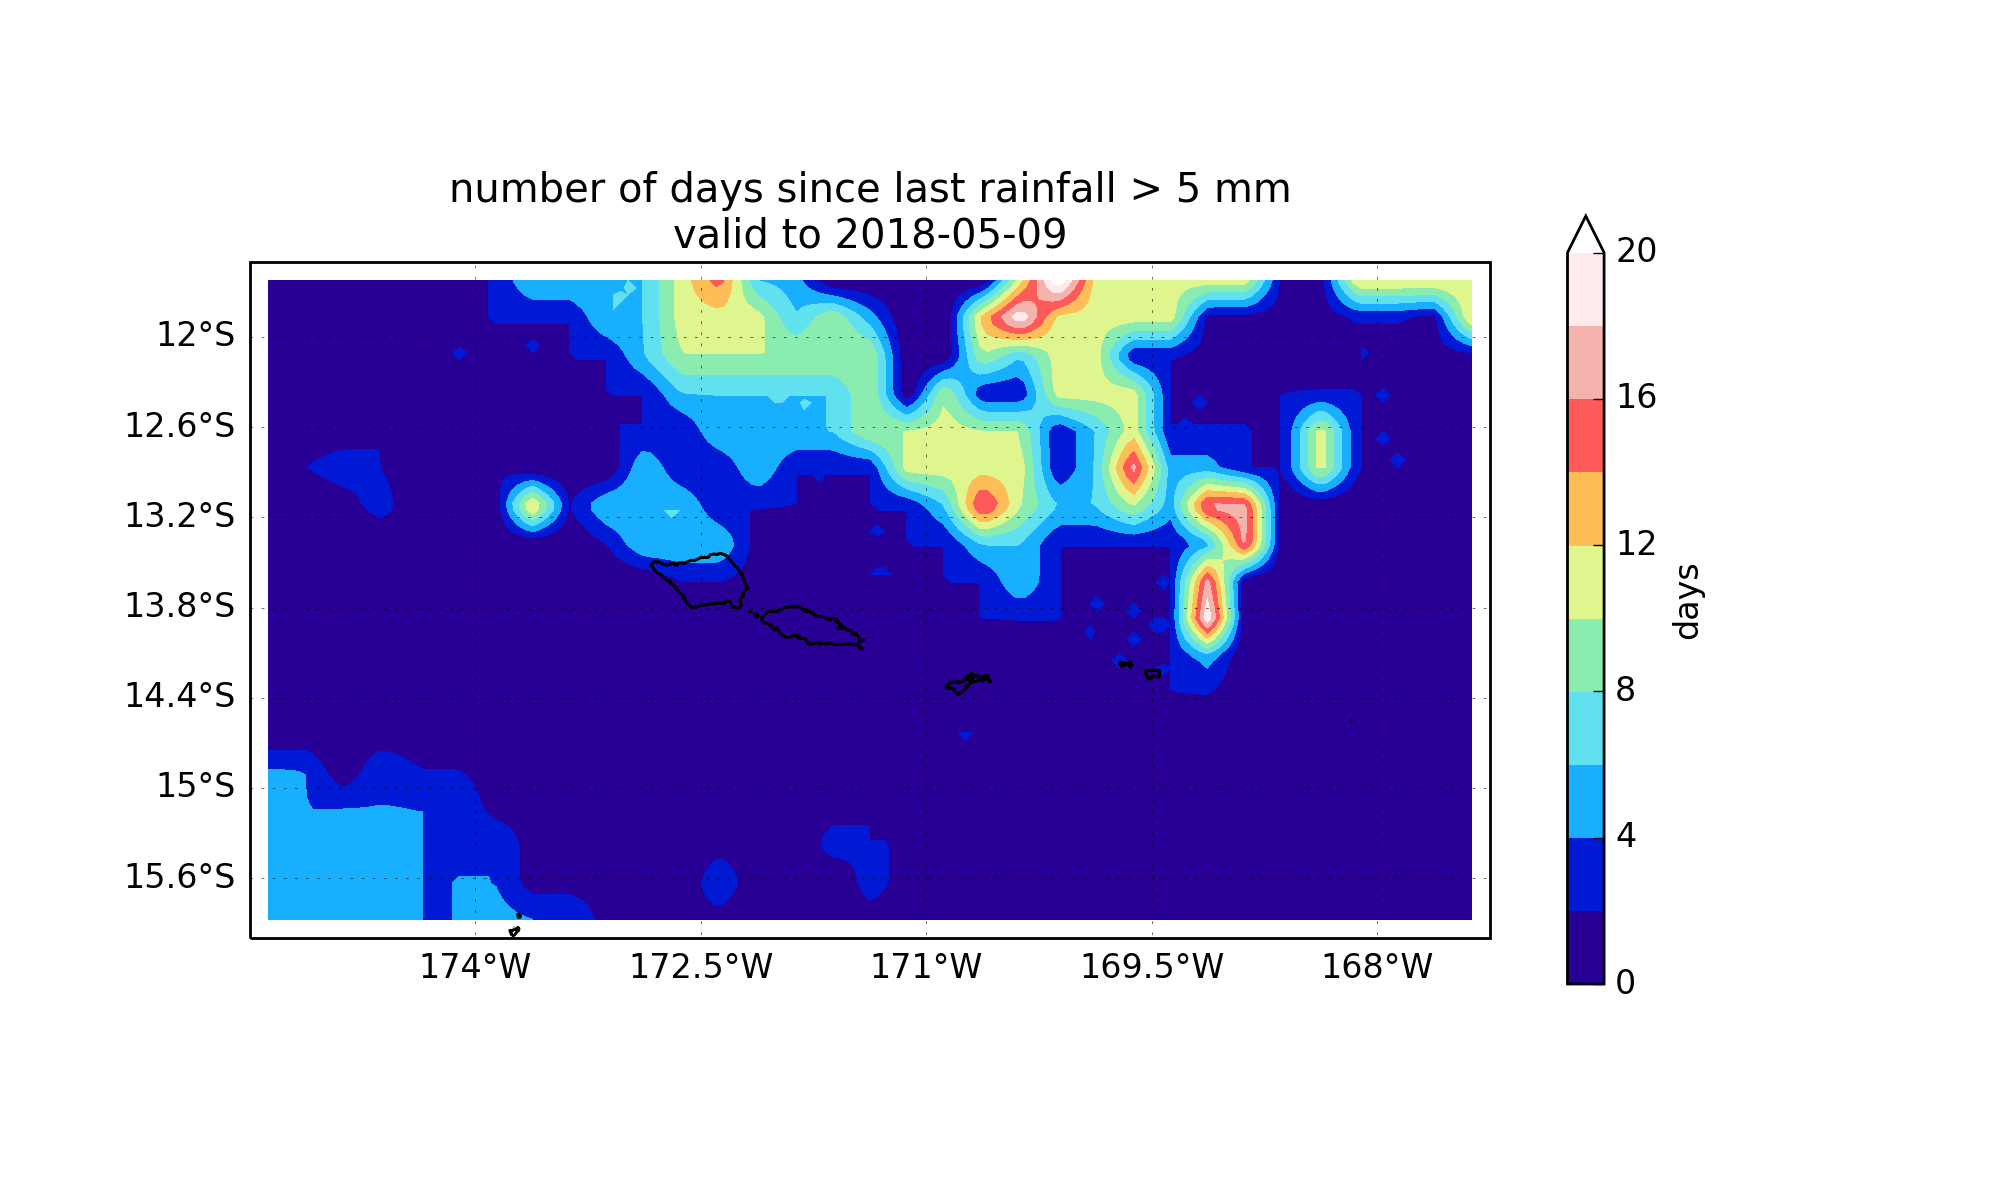 number of days since last rainfall > 5 mm
valid to 2018-05-09
12°S
12.6°S
13.2°S
13.8°S
14.4°S
15°S
15.6°S
174°W
172.5°W
171°W
169.5°W
168°W
20
16
12
8
4
0
days